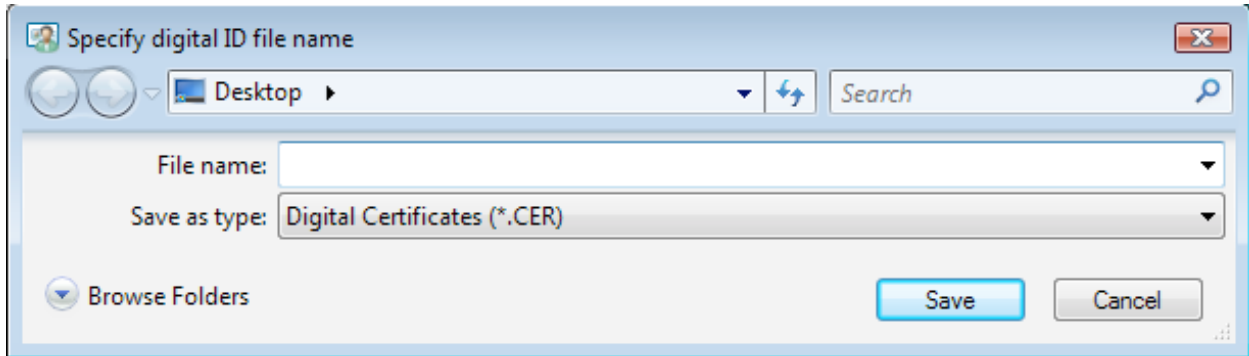 Specify digital ID file name
Desktop Search
File name:
Save as type: Digital Certificates (*.CER)
Browse Folders Save Cancel